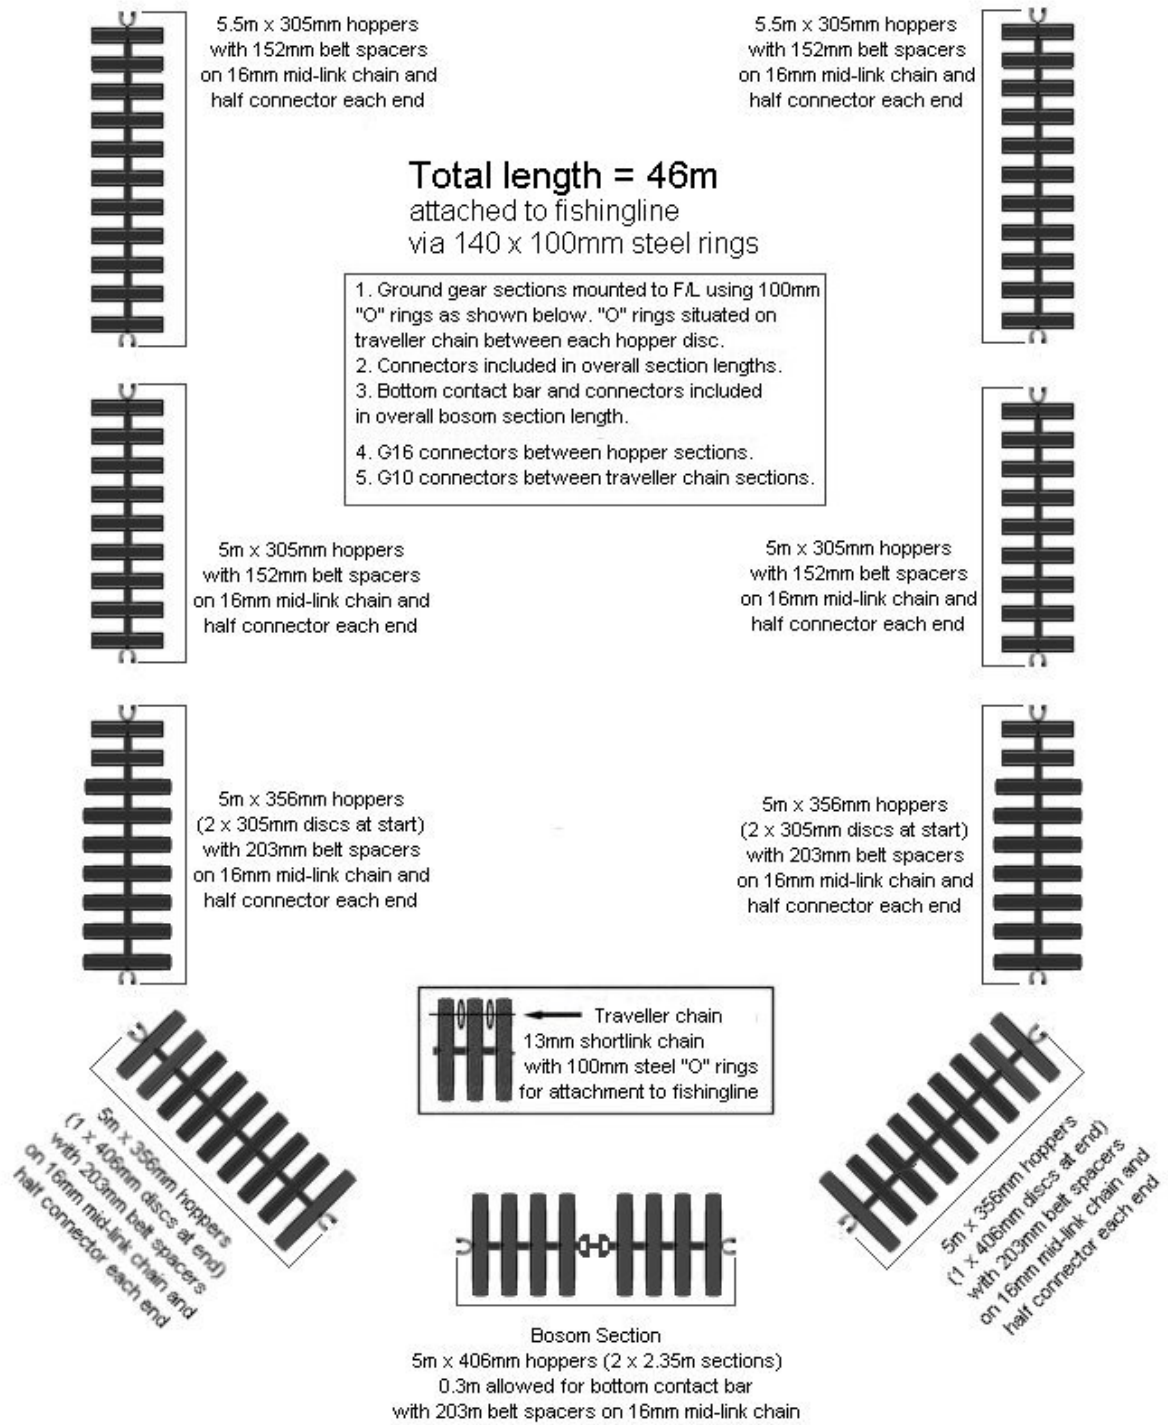 5.5m x 305mm hoppers
with 152mm belt spacers
on 16mm mid-link chain and
half connector each end
5.5m x 305mm hoppers
with 152mm belt spacers
on 16mm mid-link chain and
half connector each end
Total length = 46m
attached to fishingline
via 140 x 100mm steel rings
1. Ground gear sections mounted to F/L using 100mm
"O" rings as shown below. "O" rings situated on
traveller chain between each hopper disc.
2. Connectors included in overall section lengths.
3. Bottom contact bar and connectors included
in overall bosom section length.
4. G16 connectors between hopper sections.
5. G10 connectors between traveller chain sections.
5m x 305mm hoppers
with 152mm belt spacers
on 16mm mid-link chain and
half connector each end
5m x 305mm hoppers
with 152mm belt spacers
on 16mm mid-link chain and
half connector each end
5m x 356mm hoppers
(2 x 305mm discs at start)
with 203mm belt spacers
on 16mm mid-link chain and
half connector each end
5m x 356mm hoppers
(2 x 305mm discs at start)
with 203mm belt spacers
on 16mm mid-link chain and
half connector each end
Traveller chain
13mm shortlink chain
with 100mm steel "O" rings
for attachment to fishingline
5m x 356mm hoppers
(1 x 406mm discs at end)
with 203mm belt spacers
on 16mm mid-link chain and
half connector each end
5m x 356mm hoppers
(1 x 406mm discs at end)
with 203mm belt spacers
on 16mm mid-link chain and
half connector each end
Bosom Section
5m x 406mm hoppers (2 x 2.35m sections)
0.3m allowed for bottom contact bar
with 203m belt spacers on 16mm mid-link chain